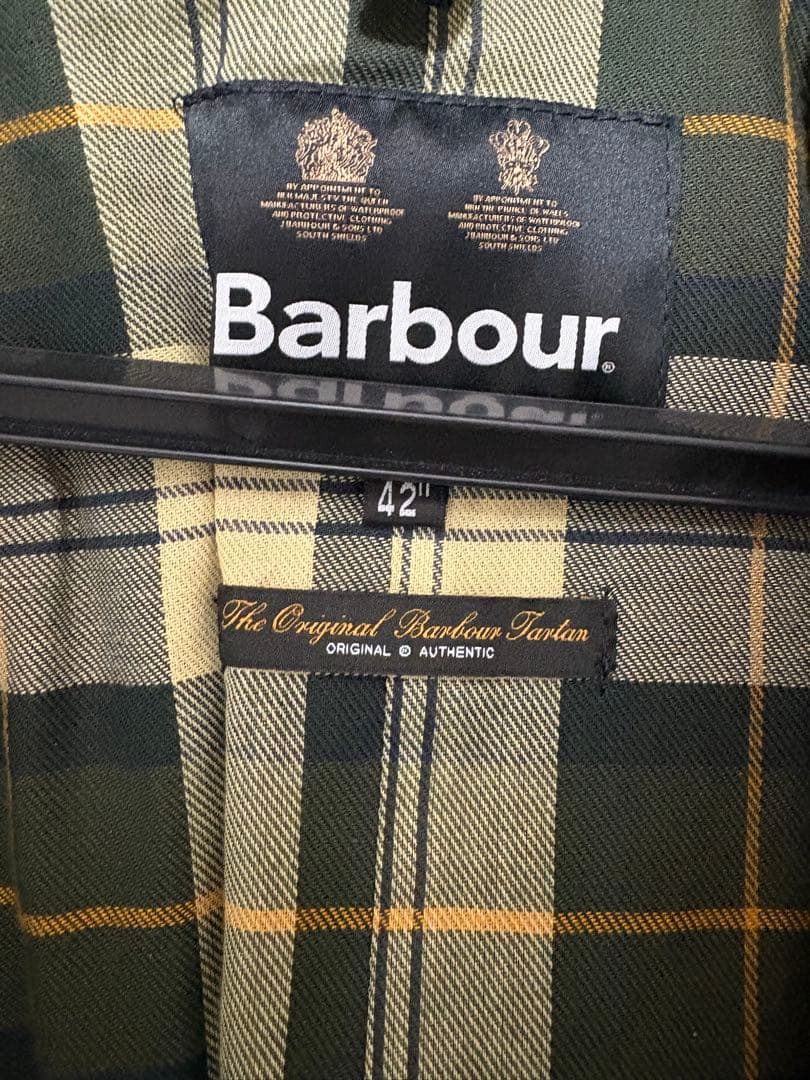 BY APPOINTMENT TO
HER MAJESTY THE QUEEN
MANUFACTURERS OF WATERPROOF
AND PROTECTIVE CLOTHING
J BARBOUR & SONS LTD
SOUTH SHIELDS
BY APPOINTMENT TO
HRH THE PRINCE OF WALES
MANUFACTURERS OF WATERPROOF
AND PROTECTIVE CLOTHING
J BARBOUR & SONS LTD
SOUTH SHIELDS
Barbour®
42"
The Original Barbour Tartan
ORIGINAL © AUTHENTIC